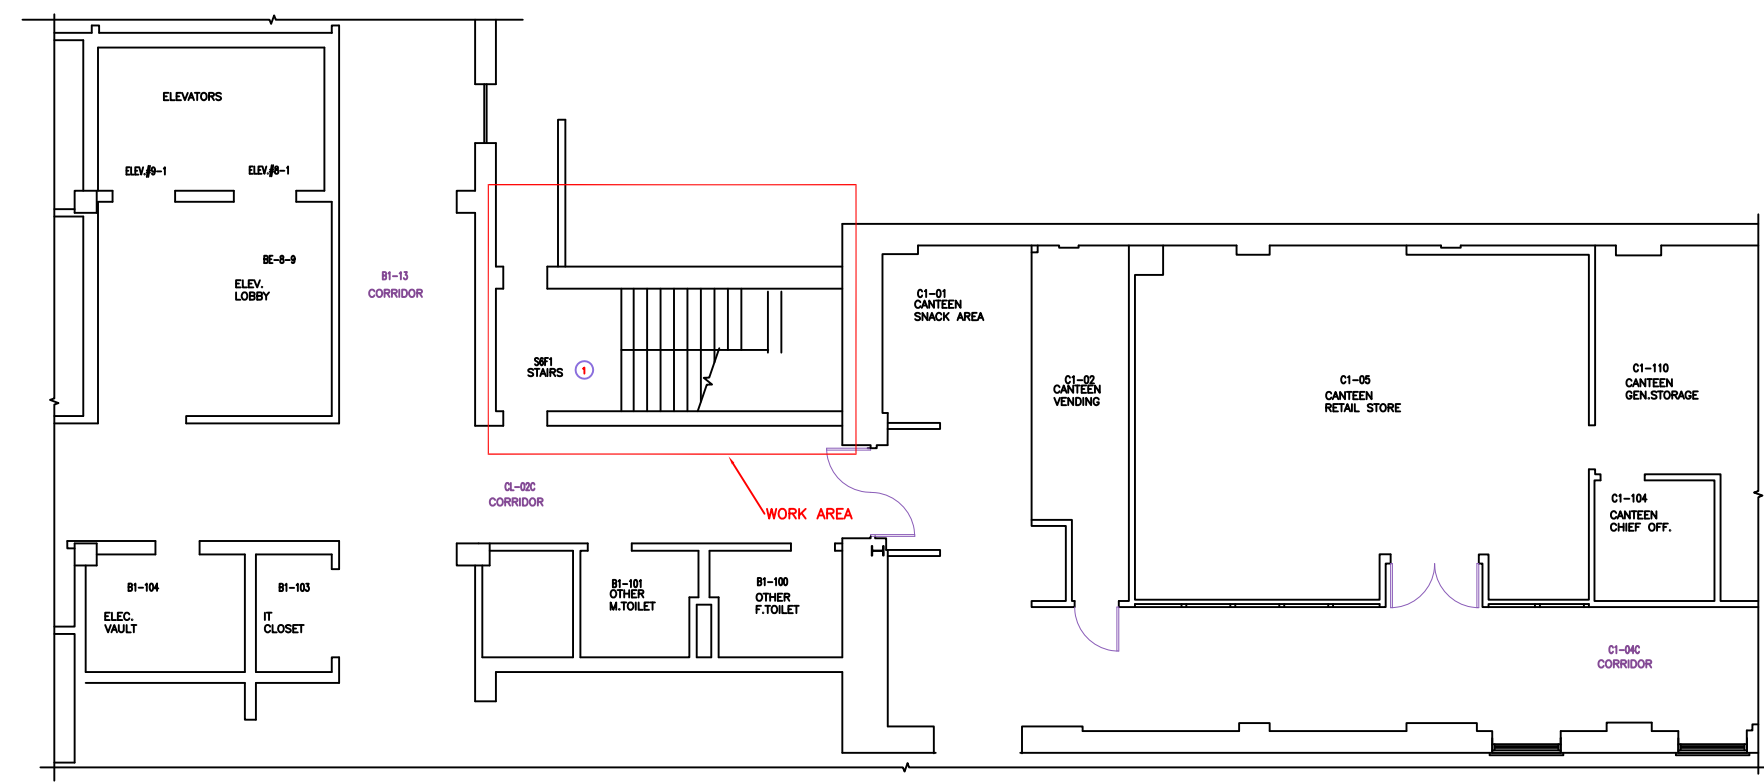 ELEVATORS
ELEV.#9-1
ELEV.#8-1
BE-8-9
ELEV.
LOBBY
B1-13
CORRIDOR
S6F1
STAIRS
1
C1-01
CANTEEN
SNACK AREA
C1-02
CANTEEN
VENDING
C1-05
CANTEEN
RETAIL STORE
C1-110
CANTEEN
GEN.STORAGE
CL-02C
CORRIDOR
WORK AREA
C1-104
CANTEEN
CHIEF OFF.
B1-104
ELEC.
VAULT
B1-103
IT
CLOSET
B1-101
OTHER
M.TOILET
B1-100
OTHER
F.TOILET
C1-04C
CORRIDOR